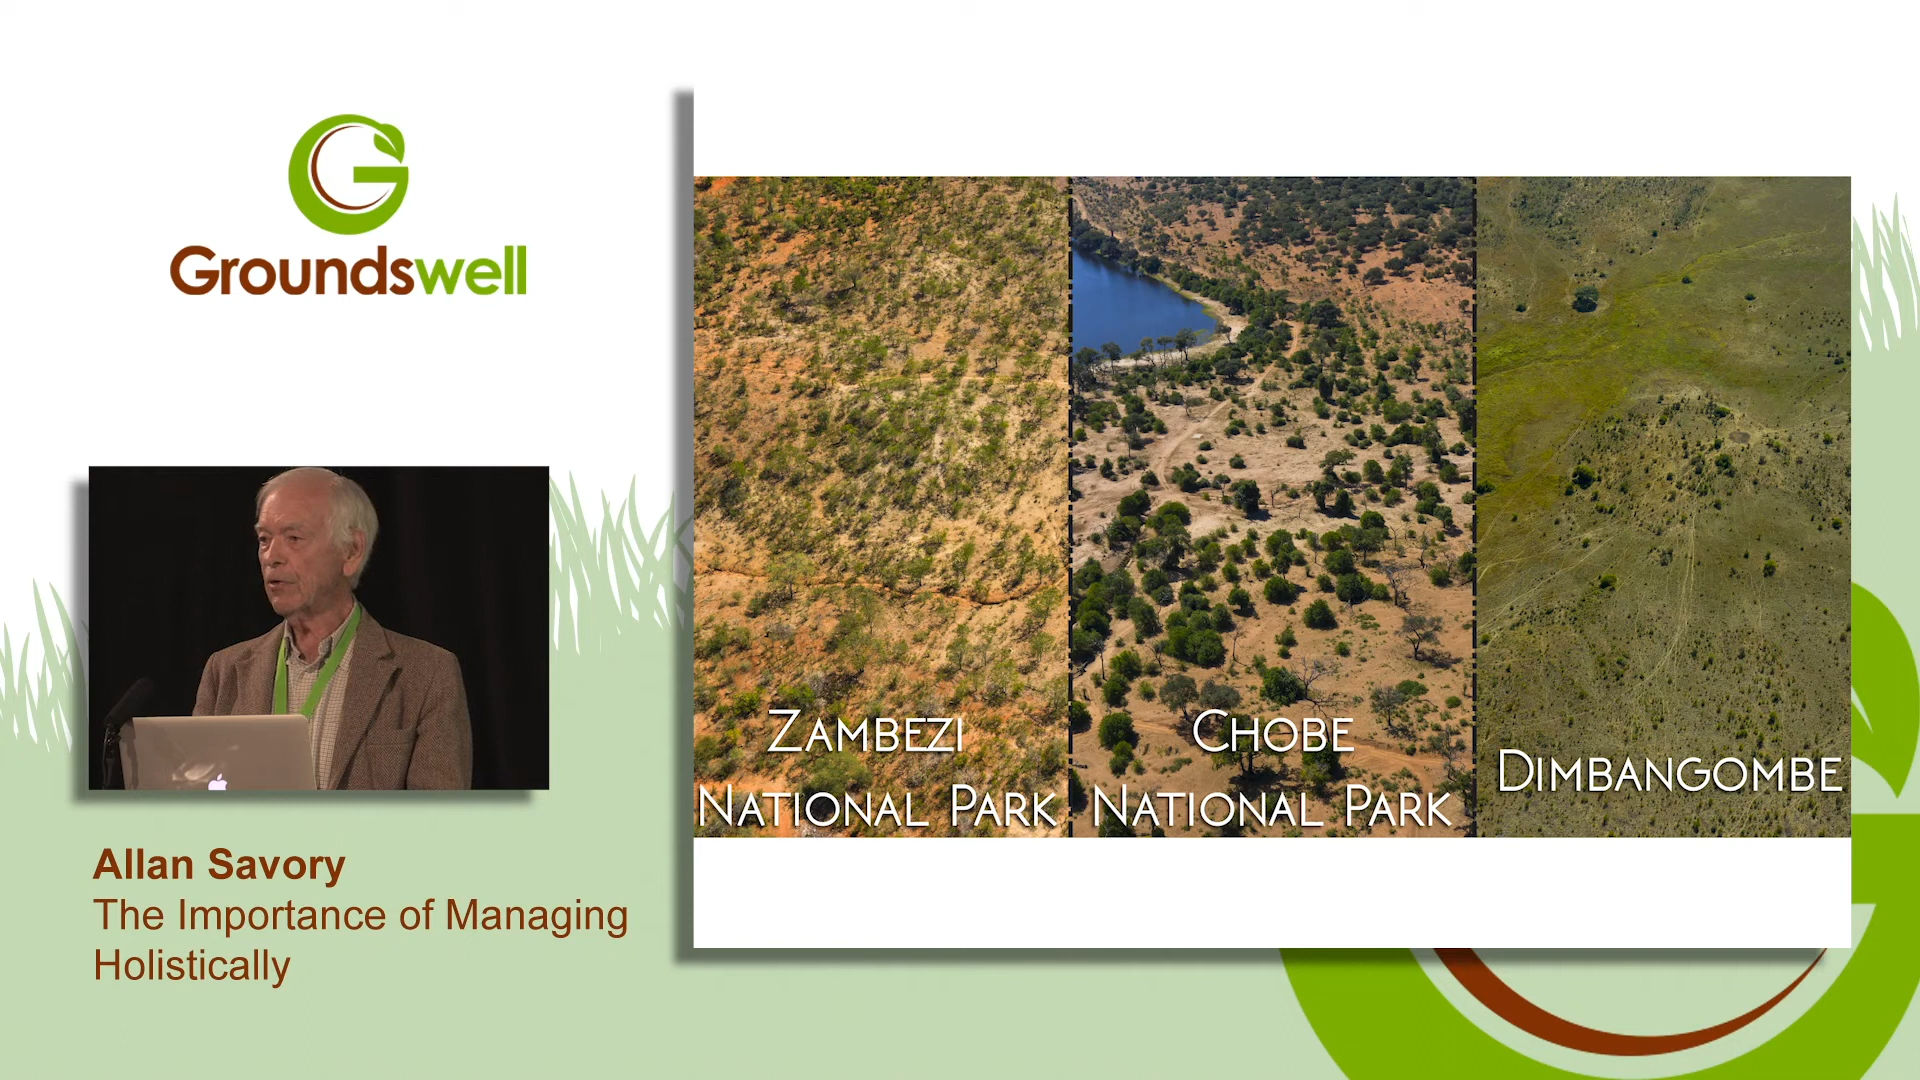 Groundswell
Zambezi
National Park
Chobe
National Park
Dimbangombe
Allan Savory
The Importance of Managing
Holistically